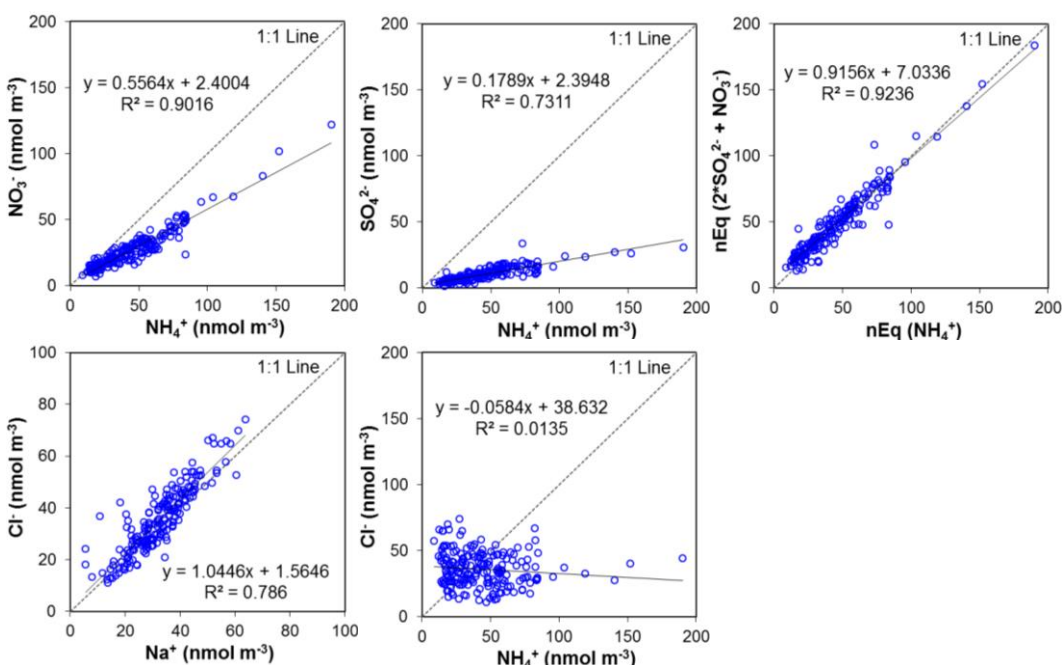 200
150
100
50
0
NO₃⁻ (nmol m⁻³)
1:1 Line
y = 0.5564x + 2.4004
R² = 0.9016
0 50 100 150 200
NH₄⁺ (nmol m⁻³)
200
150
100
50
0
SO₄²⁻ (nmol m⁻³)
1:1 Line
y = 0.1789x + 2.3948
R² = 0.7311
0 50 100 150 200
NH₄⁺ (nmol m⁻³)
200
150
100
50
0
nEq (2*SO₄²⁻ + NO₃⁻)
1:1 Line
y = 0.9156x + 7.0336
R² = 0.9236
0 50 100 150 200
nEq (NH₄⁺)
100
80
60
40
20
0
Cl⁻ (nmol m⁻³)
1:1 Line
y = 1.0446x + 1.5646
R² = 0.786
0 20 40 60 80 100
Na⁺ (nmol m⁻³)
200
150
100
50
0
Cl⁻ (nmol m⁻³)
1:1 Line
y = -0.0584x + 38.632
R² = 0.0135
0 50 100 150 200
NH₄⁺ (nmol m⁻³)